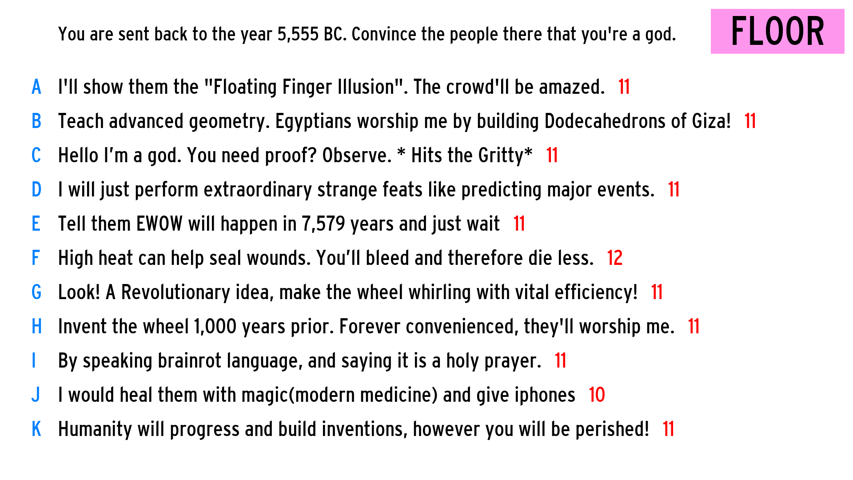 You are sent back to the year 5,555 BC. Convince the people there that you're a god.
FLOOR
A I'll show them the "Floating Finger Illusion". The crowd'll be amazed. 11
B Teach advanced geometry. Egyptians worship me by building Dodecahedrons of Giza! 11
C Hello I'm a god. You need proof? Observe. * Hits the Gritty* 11
D I will just perform extraordinary strange feats like predicting major events. 11
E Tell them EWOW will happen in 7,579 years and just wait 11
F High heat can help seal wounds. You'll bleed and therefore die less. 12
G Look! A Revolutionary idea, make the wheel whirling with vital efficiency! 11
H Invent the wheel 1,000 years prior. Forever convenienced, they'll worship me. 11
I By speaking brainrot language, and saying it is a holy prayer. 11
J I would heal them with magic(modern medicine) and give iphones 10
K Humanity will progress and build inventions, however you will be perished! 11